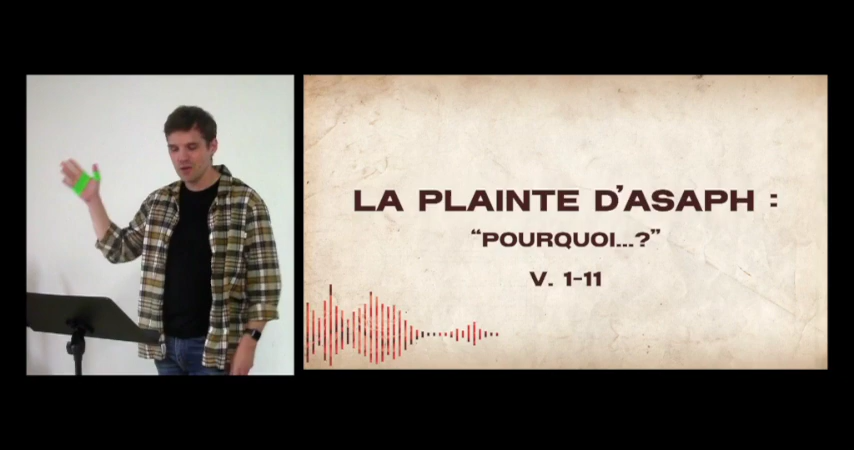 LA PLAINTE D'ASAPH :
“POURQUOI...?”
V. 1-11